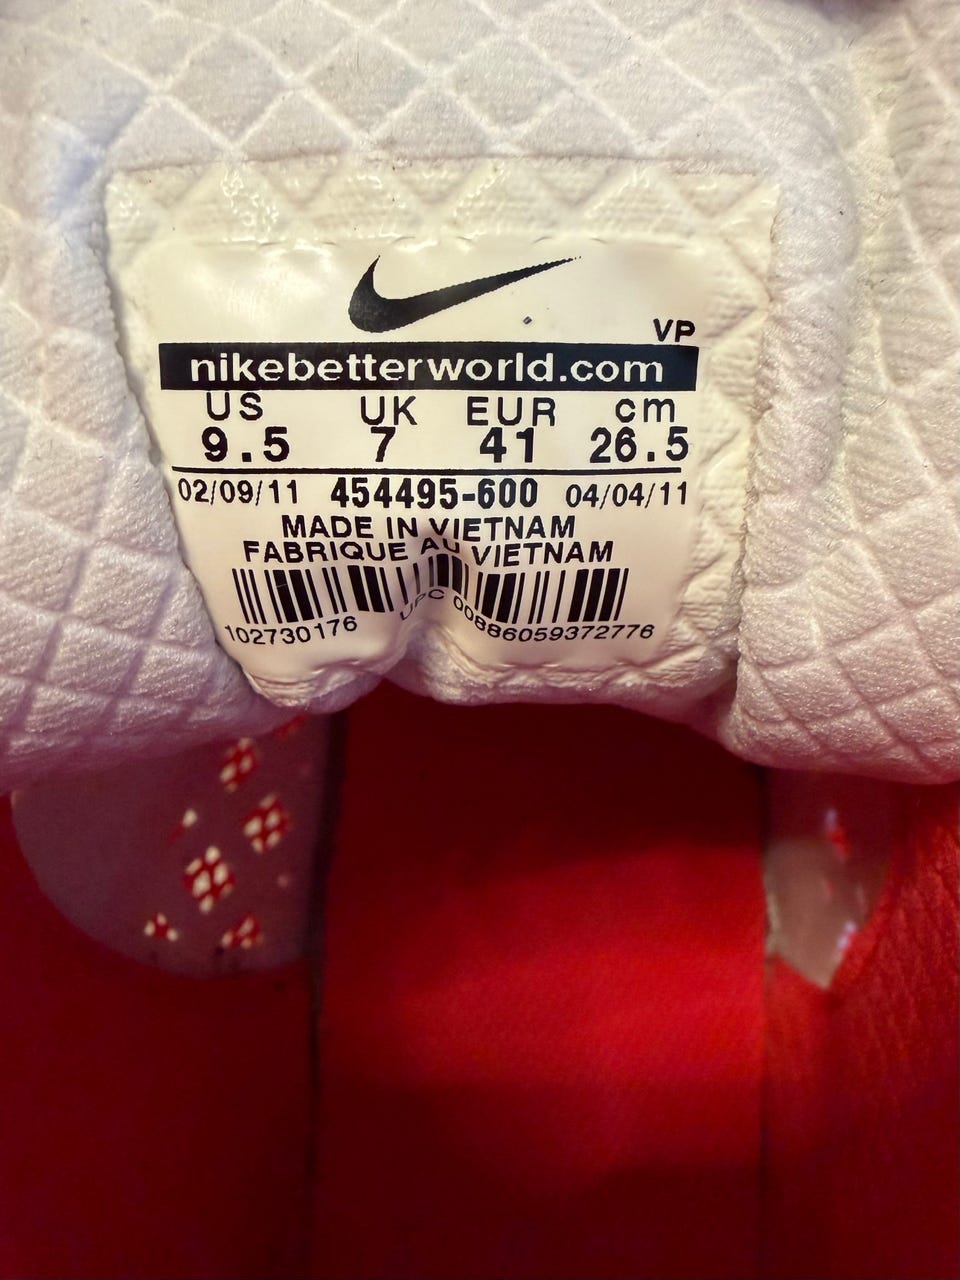 VP
nikebetterworld.com
US UK EUR cm
9.5 7 41 26.5
02/09/11 454495-600 04/04/11
MADE IN VIETNAM
FABRIQUE AU VIETNAM
102730176 UPC 00886059372776